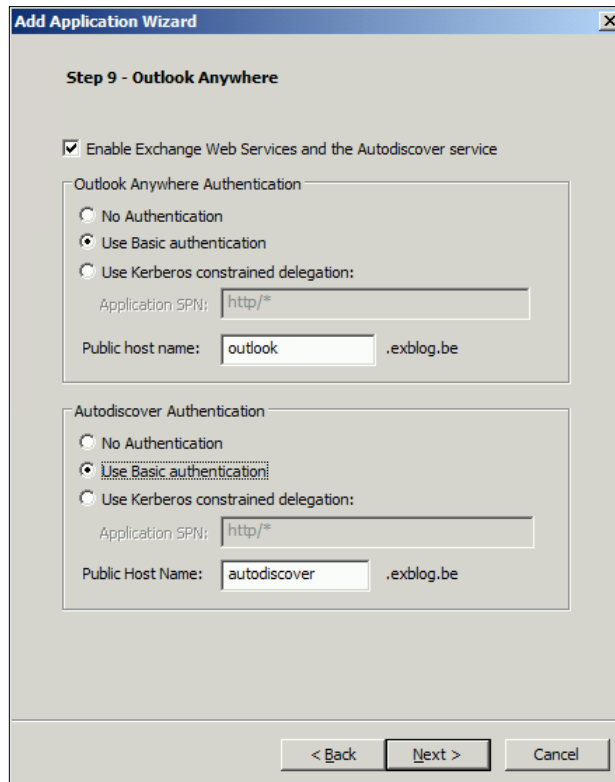 Add Application Wizard
Step 9 - Outlook Anywhere
Enable Exchange Web Services and the Autodiscover service
Outlook Anywhere Authentication
No Authentication
Use Basic authentication
Use Kerberos constrained delegation:
Application SPN: http/*
Public host name: outlook .exblog.be
Autodiscover Authentication
No Authentication
Use Basic authentication
Use Kerberos constrained delegation:
Application SPN: http/*
Public Host Name: autodiscover .exblog.be
< Back Next > Cancel